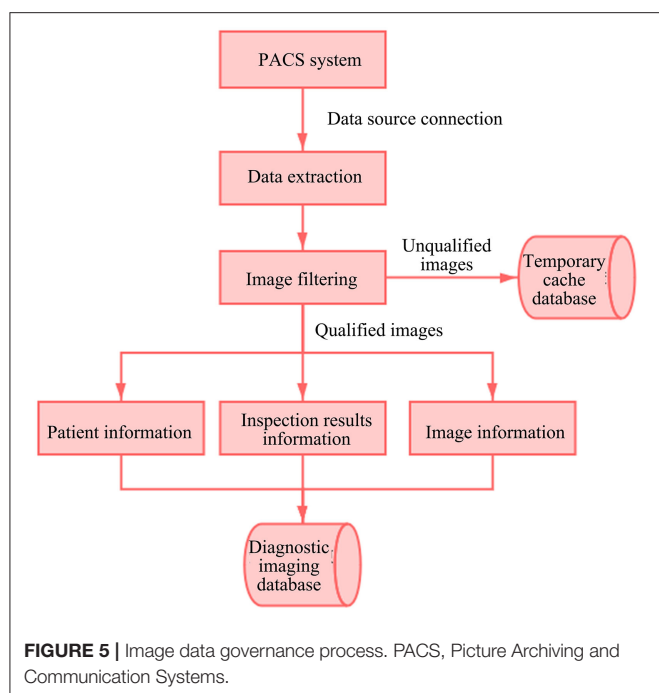 PACS system
Data source connection
Data extraction
Image filtering
Unqualified
images
Temporary
cache
database
Qualified images
Patient information
Inspection results
information
Image information
Diagnostic
imaging
database
FIGURE 5 | Image data governance process. PACS, Picture Archiving and
Communication Systems.